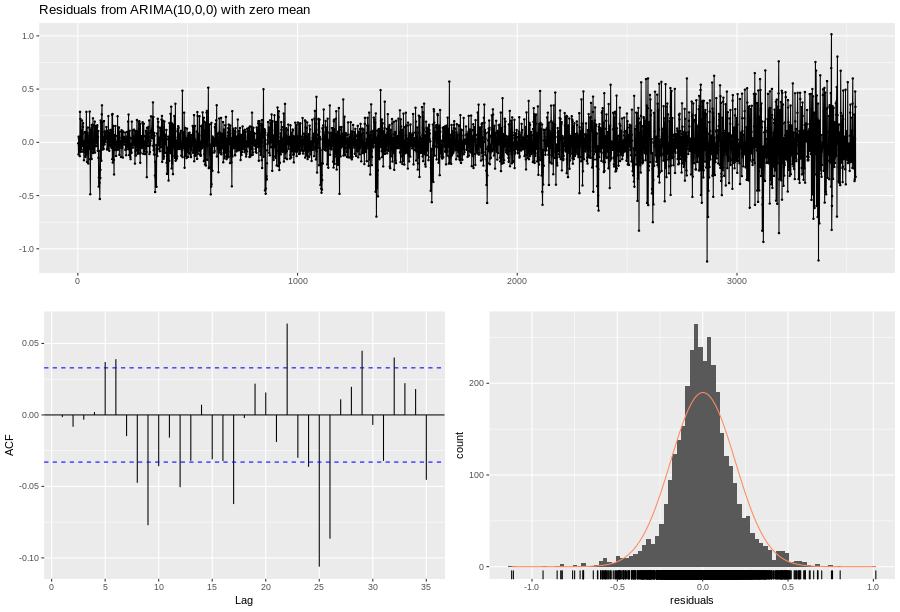 Residuals from ARIMA(10,0,0) with zero mean
1.0
0.5
0.0
-0.5
-1.0
0 1000 2000 3000
ACF
0.05
0.00
-0.05
-0.10
0 5 10 15 20 25 30 35
Lag
count
200
100
0
-1.0 -0.5 0.0 0.5 1.0
residuals